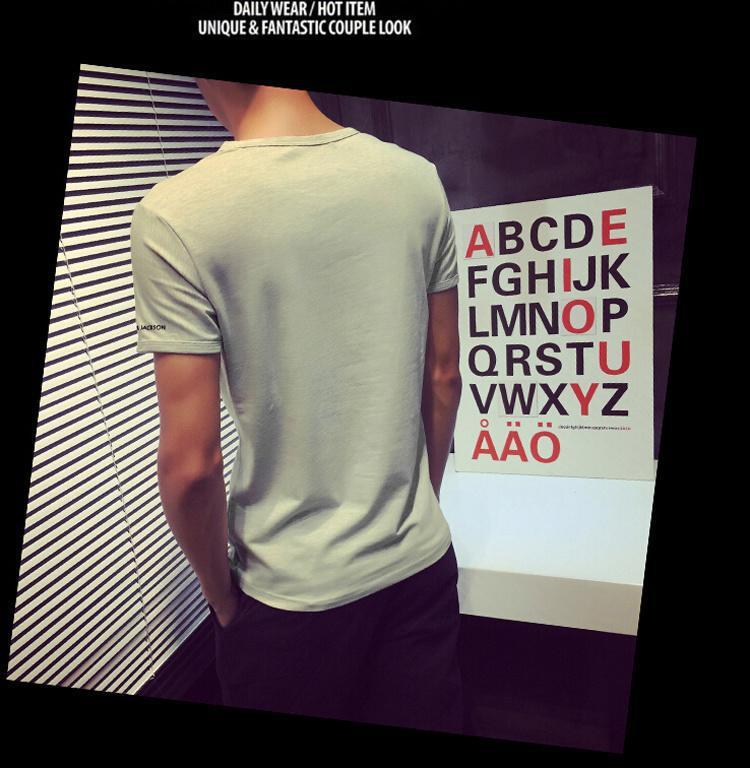 DAILY WEAR / HOT ITEM
UNIQUE & FANTASTIC COUPLE LOOK
ABCDE
FGHIJK
LMNOP
QRSTU
VWXYZ
ÅÄÖ
JACKSON